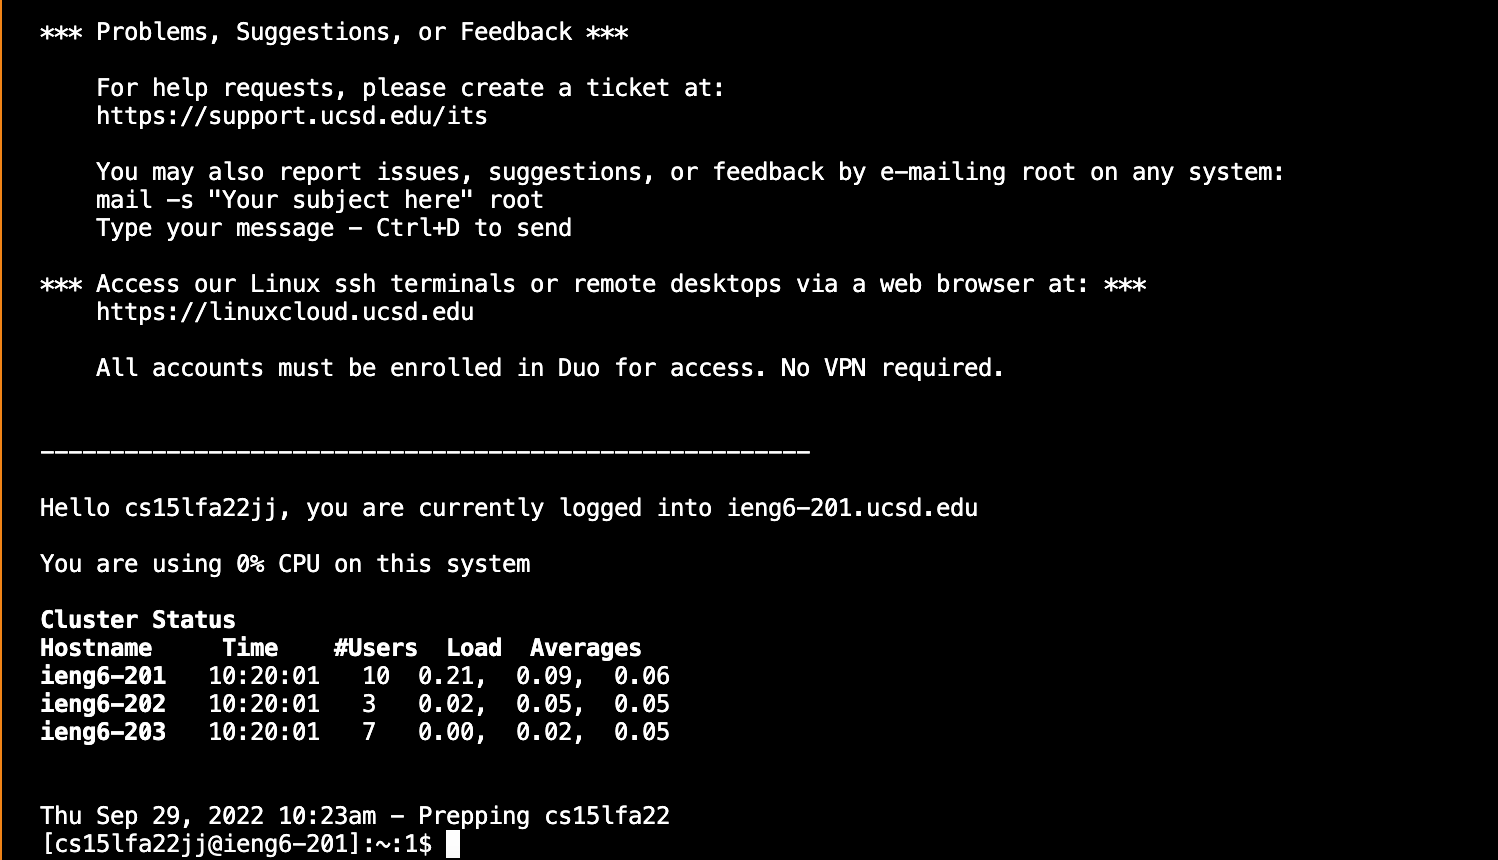 *** Problems, Suggestions, or Feedback ***
For help requests, please create a ticket at:
https://support.ucsd.edu/its
You may also report issues, suggestions, or feedback by e-mailing root on any system:
mail -s "Your subject here" root
Type your message - Ctrl+D to send
*** Access our Linux ssh terminals or remote desktops via a web browser at: ***
https://linuxcloud.ucsd.edu
All accounts must be enrolled in Duo for access. No VPN required.
-------------------------------------------------------
Hello cs15lfa22jj, you are currently logged into ieng6-201.ucsd.edu
You are using 0% CPU on this system
Cluster Status
Hostname     Time    #Users  Load  Averages
ieng6-201   10:20:01   10  0.21,  0.09,  0.06
ieng6-202   10:20:01   3   0.02,  0.05,  0.05
ieng6-203   10:20:01   7   0.00,  0.02,  0.05
Thu Sep 29, 2022 10:23am - Prepping cs15lfa22
[cs15lfa22jj@ieng6-201]:~:1$